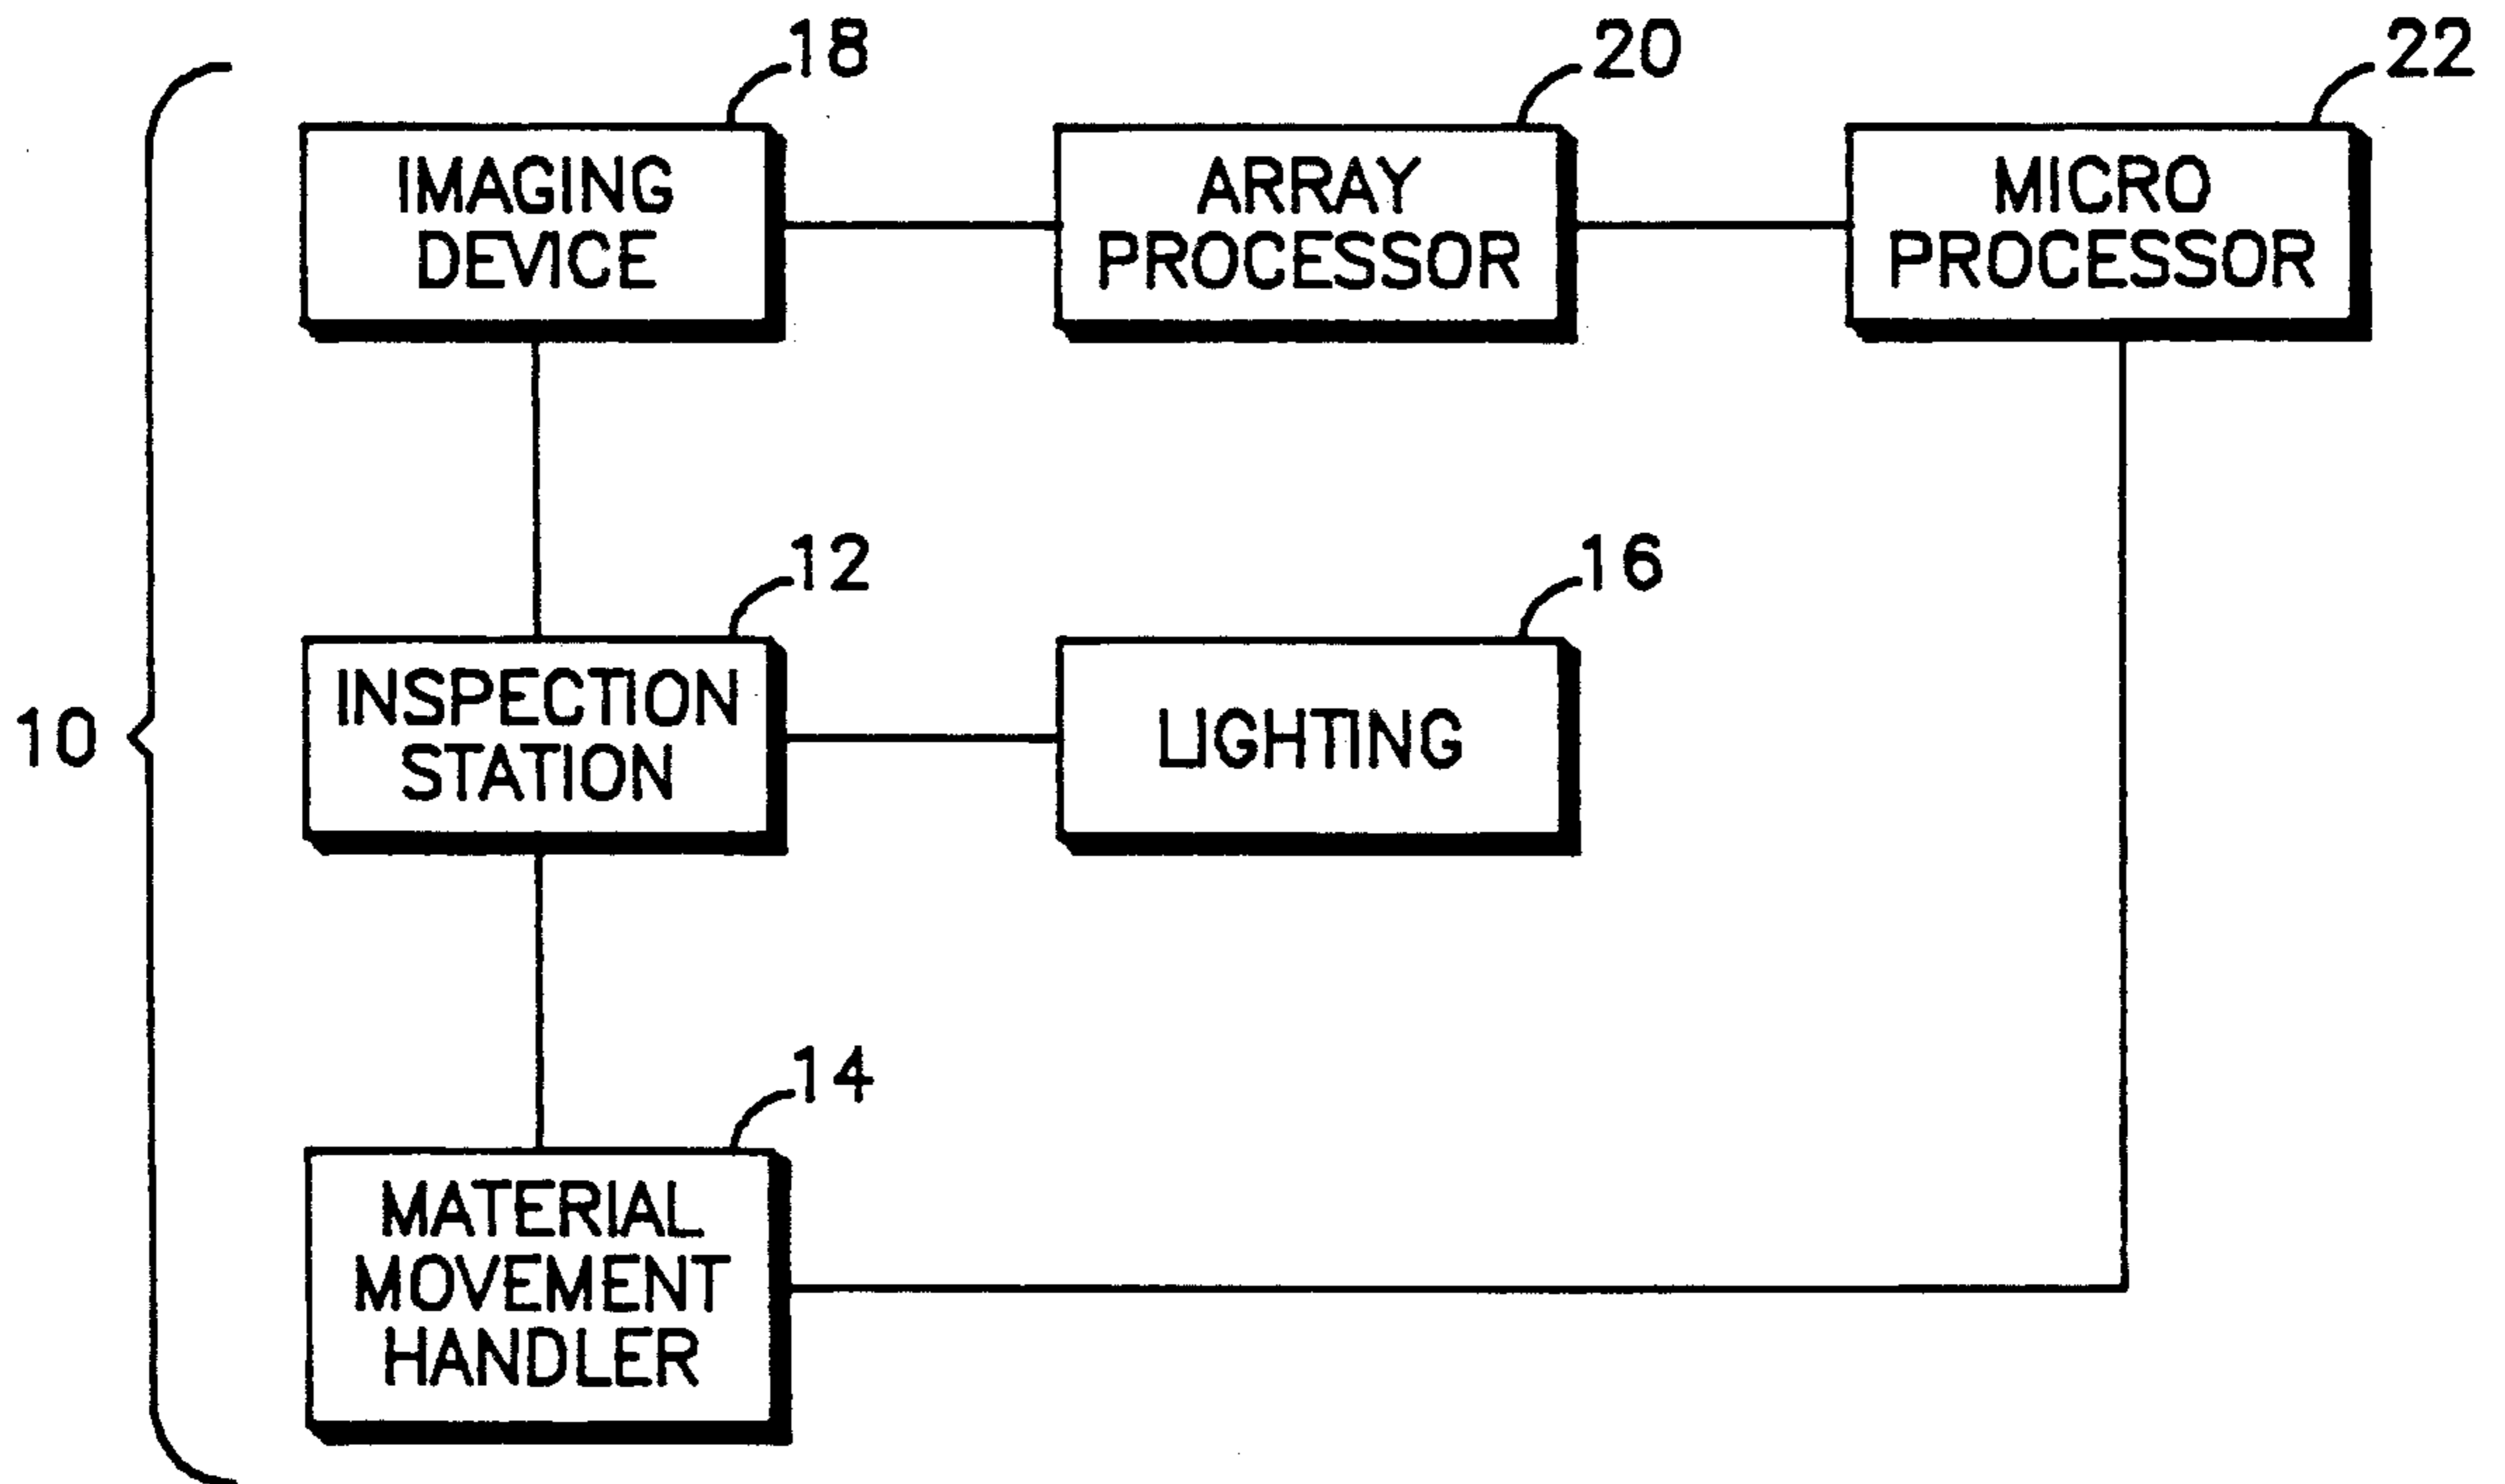 18
20
22
IMAGING
DEVICE
ARRAY
PROCESSOR
MICRO
PROCESSOR
12
16
10
INSPECTION
STATION
LIGHTING
14
MATERIAL
MOVEMENT
HANDLER